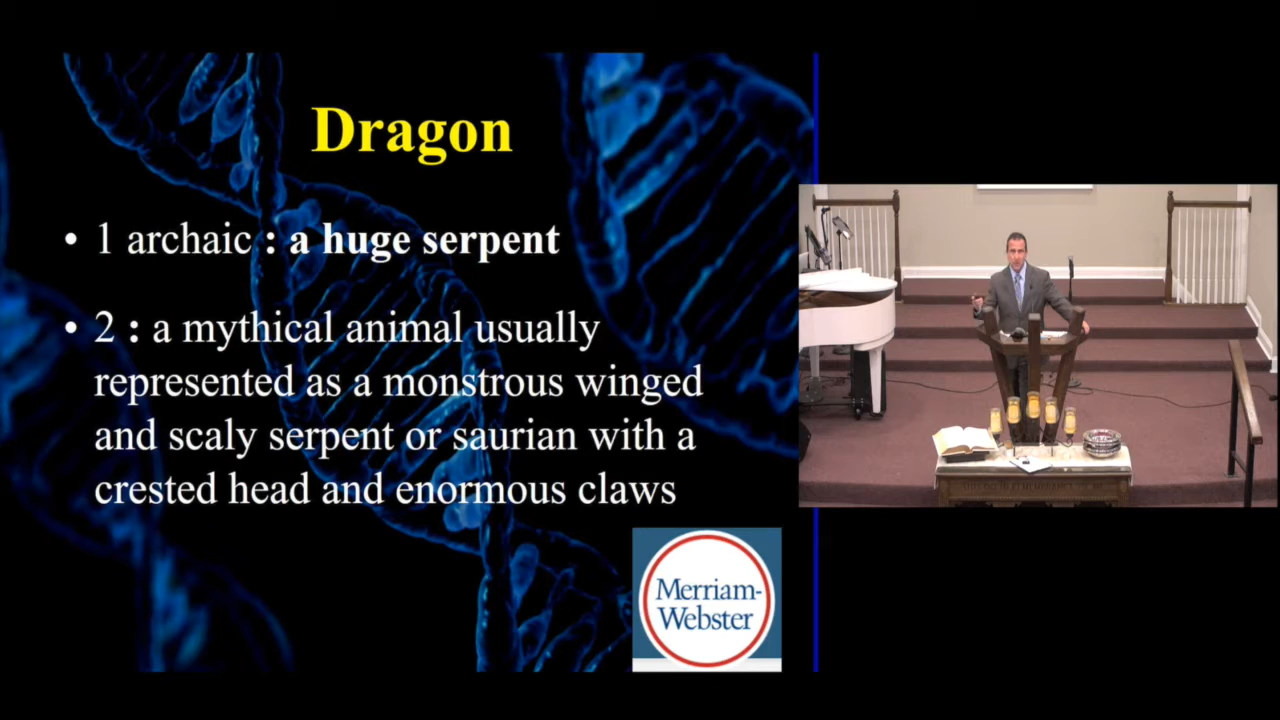 Dragon
• 1 archaic : a huge serpent
• 2 : a mythical animal usually
represented as a monstrous winged
and scaly serpent or saurian with a
crested head and enormous claws
Merriam-
Webster